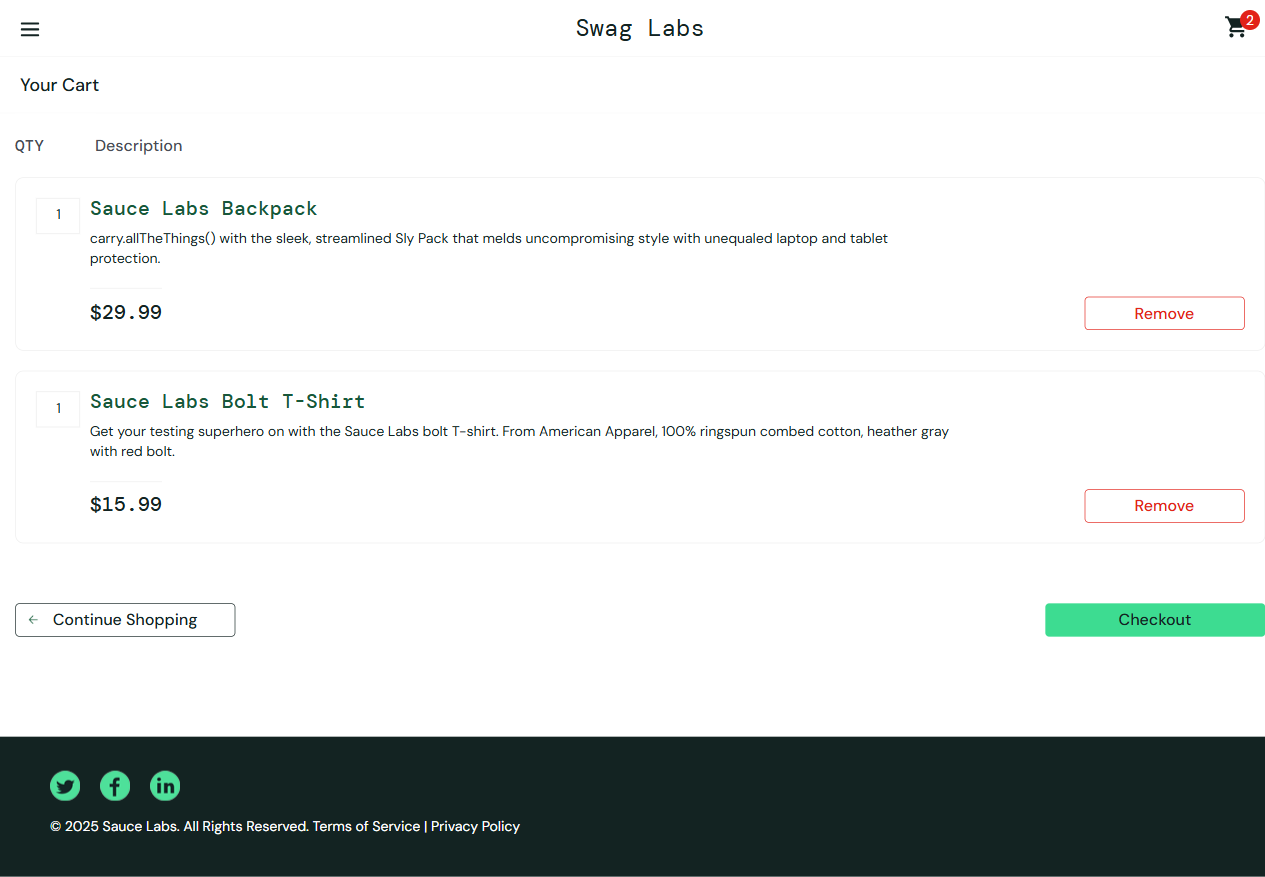 Swag Labs
2
Your Cart
QTY Description
1 Sauce Labs Backpack
carry.allTheThings() with the sleek, streamlined Sly Pack that melds uncompromising style with unequaled laptop and tablet
protection.
$29.99 Remove
1 Sauce Labs Bolt T-Shirt
Get your testing superhero on with the Sauce Labs bolt T-shirt. From American Apparel, 100% ringspun combed cotton, heather gray
with red bolt.
$15.99 Remove
Continue Shopping Checkout
© 2025 Sauce Labs. All Rights Reserved. Terms of Service | Privacy Policy